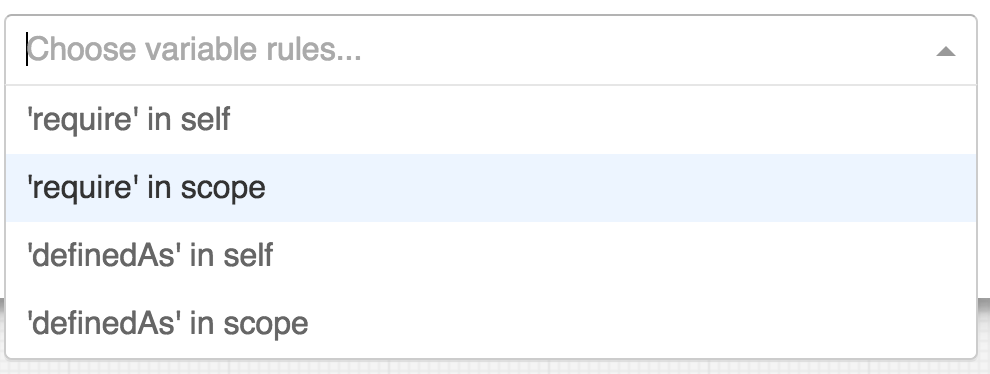 Choose variable rules...
'require' in self
'require' in scope
'definedAs' in self
'definedAs' in scope